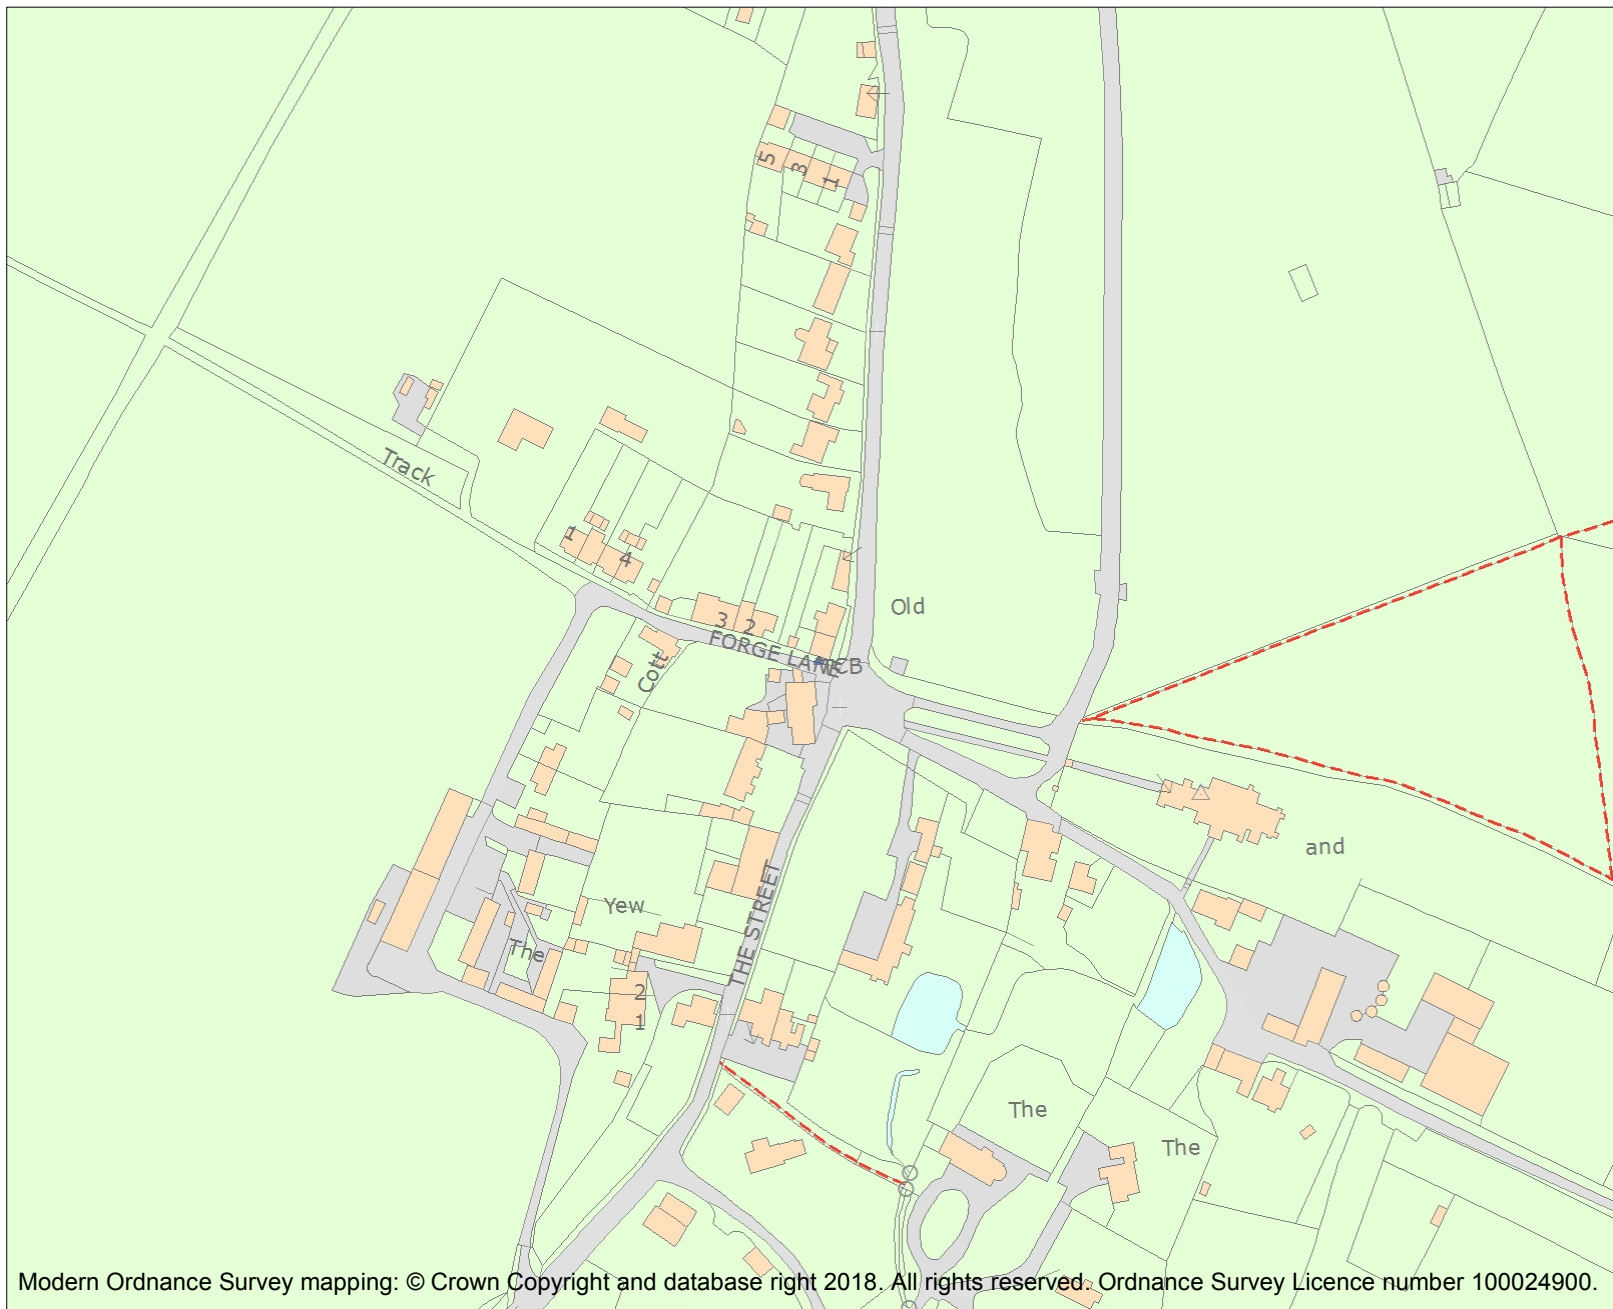 5
3
1
Track
1
4
Old
3 2
FORGE LANE
CB
Cott
and
THE STREET
Yew
The
2
1
The
The
Modern Ordnance Survey mapping: © Crown Copyright and database right 2018. All rights reserved. Ordnance Survey Licence number 100024900.